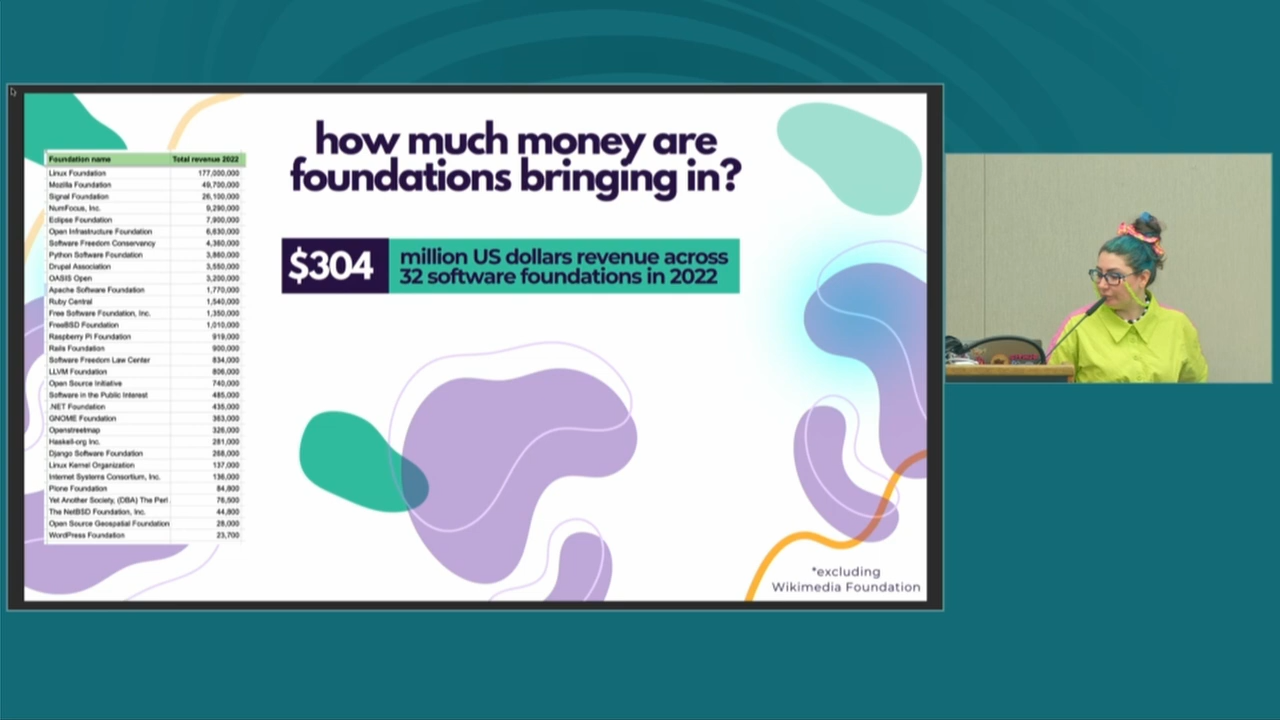 how much money are
foundations bringing in?
$304
million US dollars revenue across
32 software foundations in 2022
Foundation name Total revenue 2022
Linux Foundation 177,000,000
Mozilla Foundation 49,700,000
Signal Foundation 26,100,000
NumFocus, Inc. 9,290,000
Eclipse Foundation 7,900,000
Open Infrastructure Foundation 6,830,000
Software Freedom Conservancy 4,360,000
Python Software Foundation 3,860,000
Drupal Association 3,550,000
OASIS Open 3,200,000
Apache Software Foundation 1,770,000
Ruby Central 1,540,000
Free Software Foundation, Inc. 1,350,000
FreeBSD Foundation 1,010,000
Raspberry Pi Foundation 919,000
Rails Foundation 900,000
Software Freedom Law Center 834,000
LLVM Foundation 806,000
Open Source Initiative 740,000
Software in the Public Interest 485,000
.NET Foundation 435,000
GNOME Foundation 363,000
Openstreetmap 326,000
Haskell-org Inc. 281,000
Django Software Foundation 268,000
Linux Kernel Organization 137,000
Internet Systems Consortium, Inc. 136,000
Plone Foundation 84,800
Yet Another Society, (DBA) The Perl 76,500
The NetBSD Foundation, Inc. 44,800
Open Source Geospatial Foundation 28,000
WordPress Foundation 23,700
*excluding
Wikimedia Foundation